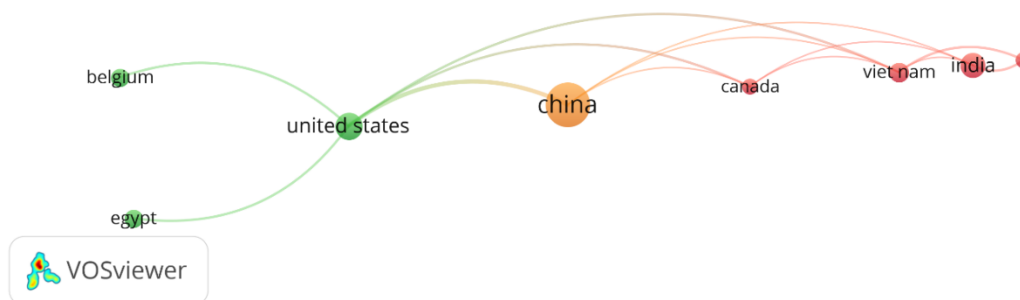 belgium
united states
egypt
china
canada
viet nam
india
VOSviewer